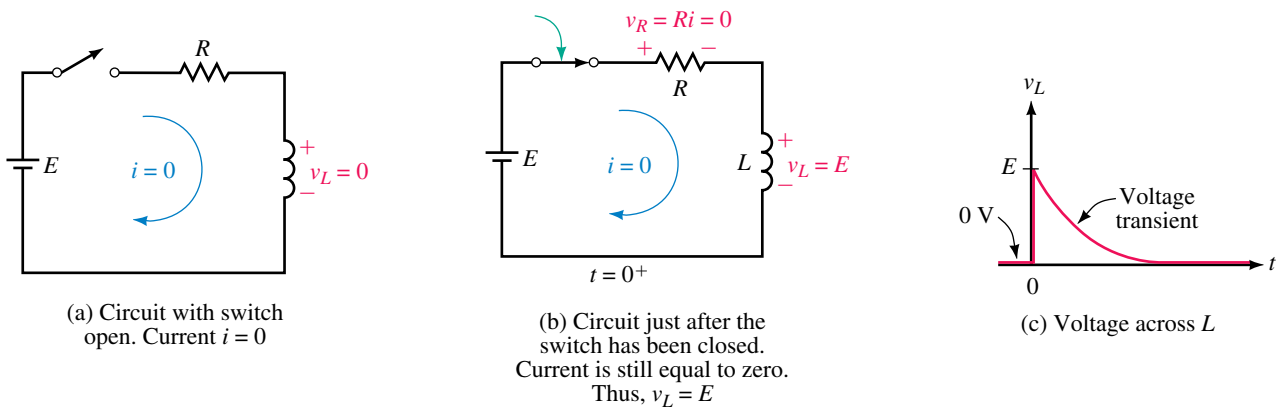 R
E
i = 0
+
v_L = 0
−
(a) Circuit with switch
open. Current i = 0
v_R = Ri = 0
+ −
R
E
i = 0
L
+
v_L = E
−
t = 0⁺
(b) Circuit just after the
switch has been closed.
Current is still equal to zero.
Thus, v_L = E
v_L
E
Voltage
transient
0 V
t
0
(c) Voltage across L